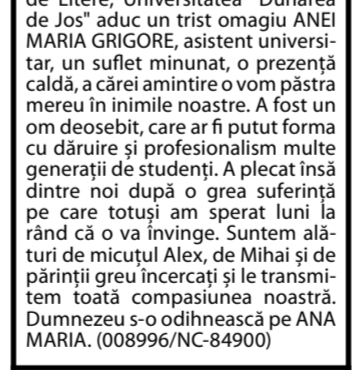 de Litere, Universitatea "Dunărea
de Jos" aduc un trist omagiu ANEI
MARIA GRIGORE, asistent universi-
tar, un suflet minunat, o prezență
caldă, a cărei amintire o vom păstra
mereu în inimile noastre. A fost un
om deosebit, care ar fi putut forma
cu dăruire și profesionalism multe
generații de studenți. A plecat însă
dintre noi după o grea suferință
pe care totuși am sperat luni la
rând că o va învinge. Suntem ală-
turi de micuțul Alex, de Mihai și de
părinții greu încercați și le transmi-
tem toată compasiunea noastră.
Dumnezeu s-o odihnească pe ANA
MARIA. (008996/NC-84900)